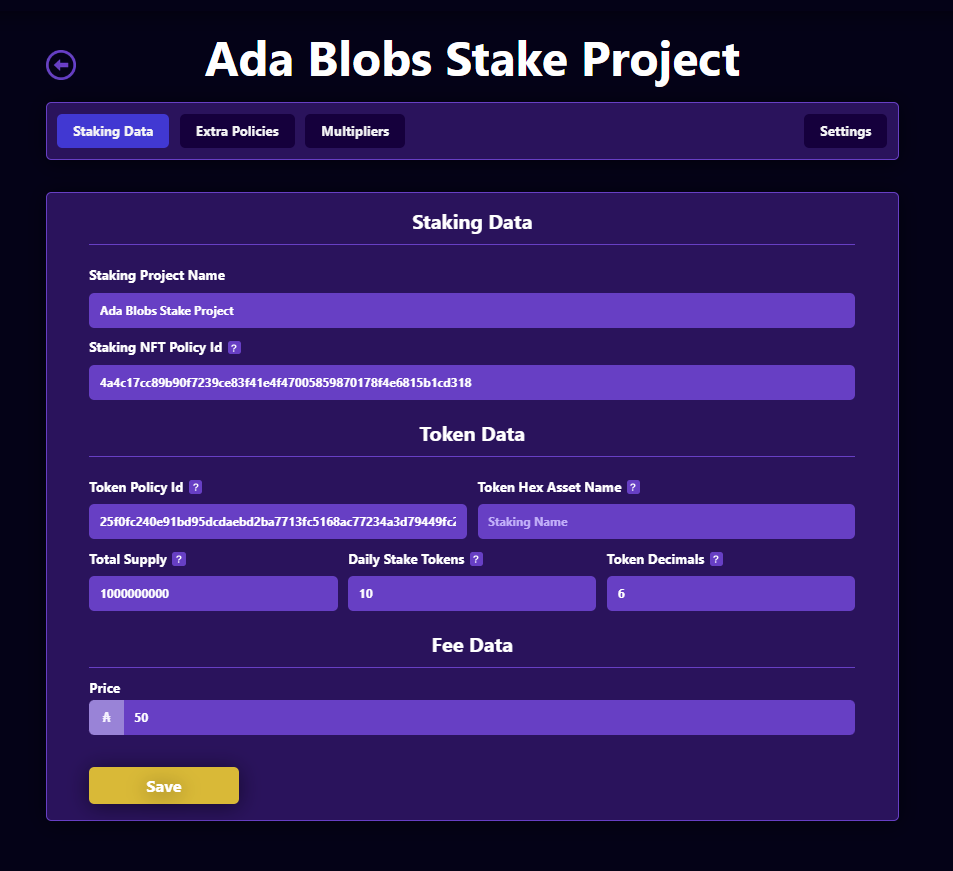 Ada Blobs Stake Project
Staking Data Extra Policies Multipliers Settings
Staking Data
Staking Project Name
Ada Blobs Stake Project
Staking NFT Policy Id ?
4a4c17cc89b90f7239ce83f41e4f47005859870178f4e6815b1cd318
Token Data
Token Policy Id ? Token Hex Asset Name ?
25f0fc240e91bd95dcdaebd2ba7713fc5168ac77234a3d79449fc2 Staking Name
Total Supply ? Daily Stake Tokens ? Token Decimals ?
1000000000 10 6
Fee Data
Price
₳ 50
Save